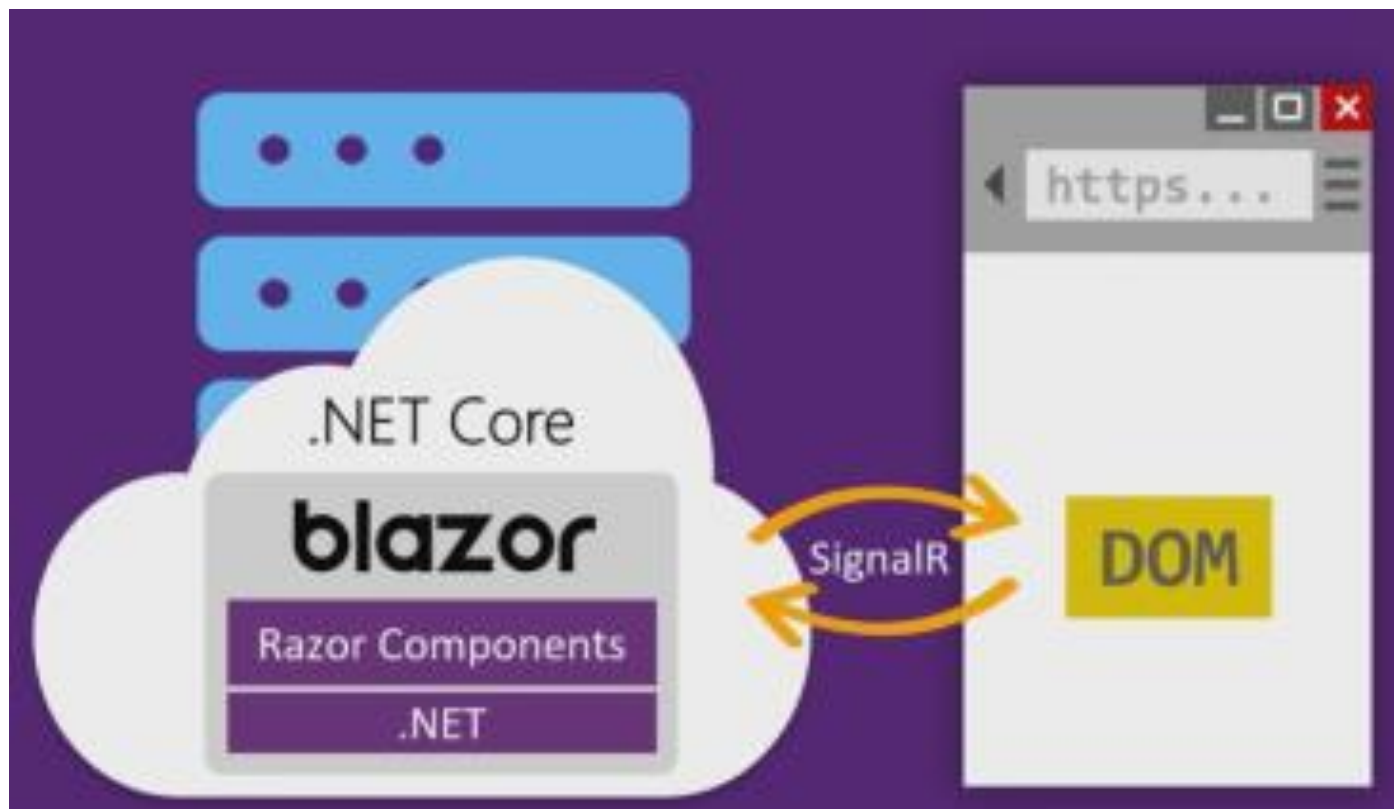 https...
.NET Core
blazor
SignalR
DOM
Razor Components
.NET